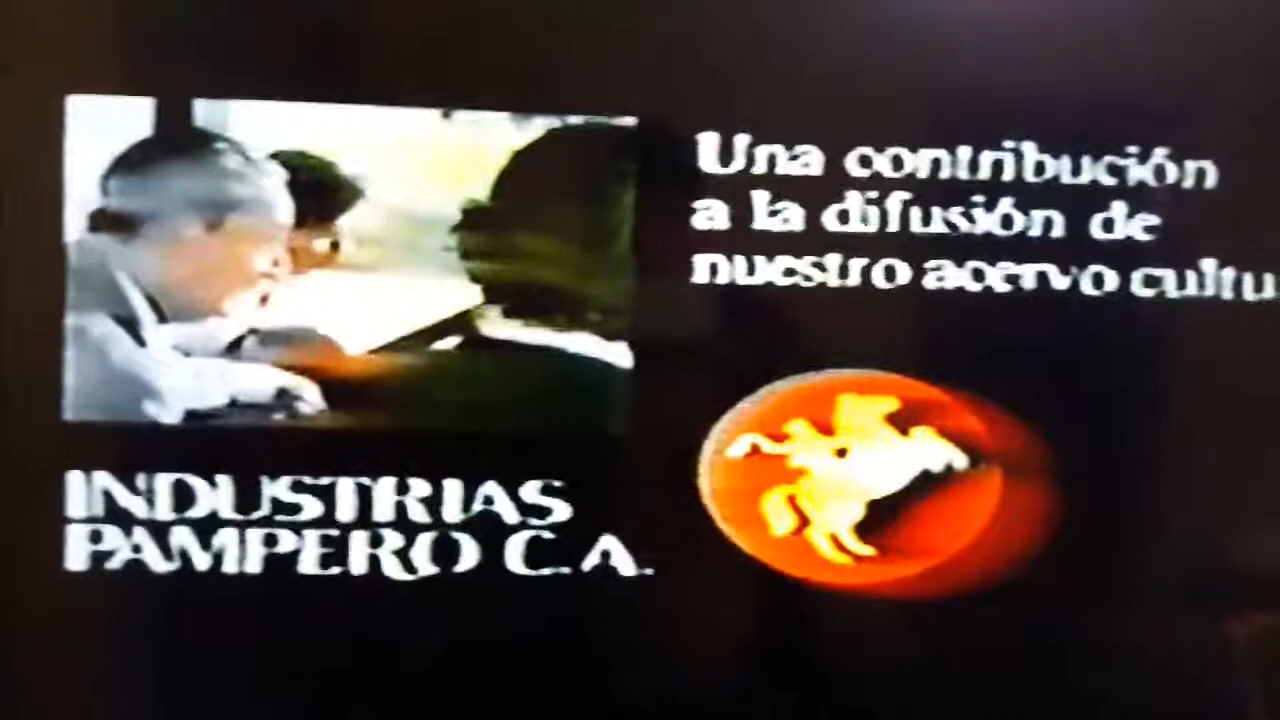 Una contribución
a la difusión de
nuestro acervo cultu
INDUSTRIAS
PAMPERO C.A.